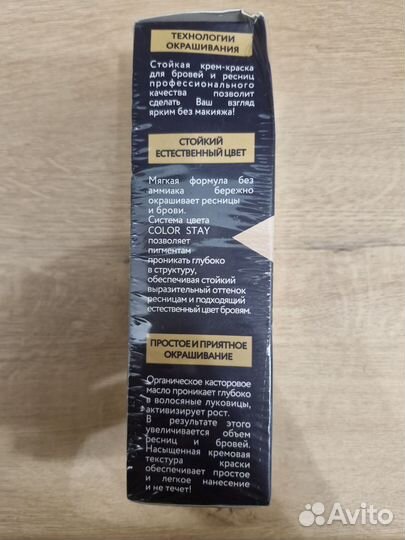 ТЕХНОЛОГИИ
ОКРАШИВАНИЯ
Стойкая крем-краска
для бровей и ресниц
профессионального
качества позволит
сделать Ваш взгляд
ярким без макияжа!
СТОЙКИЙ
ЕСТЕСТВЕННЫЙ ЦВЕТ
Мягкая формула без
аммиака бережно
окрашивает ресницы
и брови.
Система цвета
COLOR STAY
позволяет
пигментам
проникать глубоко
в структуру,
обеспечивая стойкий
выразительный оттенок
ресницам и подходящий
естественный цвет бровям.
ПРОСТОЕ И ПРИЯТНОЕ
ОКРАШИВАНИЕ
Органическое касторовое
масло проникает глубоко
в волосяные луковицы,
активизирует рост.
В результате этого
увеличивается объем
ресниц и бровей.
Насыщенная кремовая
текстура краски
обеспечивает простое
и легкое нанесение
и не течет!
Avito